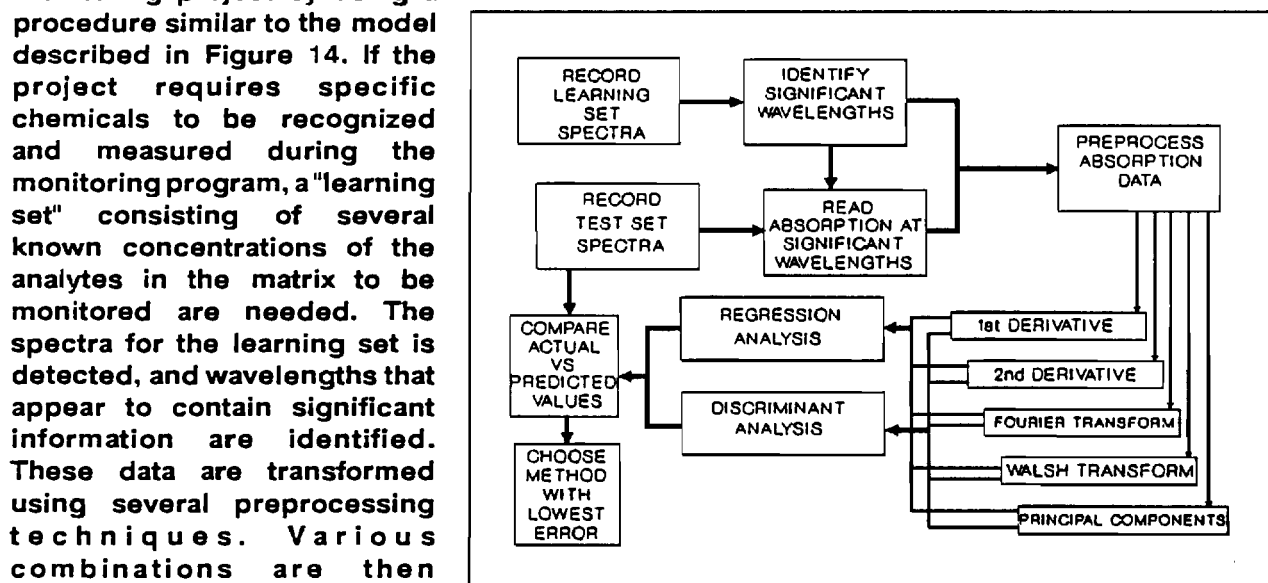 procedure similar to the model
described in Figure 14. If the
project requires specific
chemicals to be recognized
and measured during the
monitoring program, a "learning
set" consisting of several
known concentrations of the
analytes in the matrix to be
monitored are needed. The
spectra for the learning set is
detected, and wavelengths that
appear to contain significant
information are identified.
These data are transformed
using several preprocessing
techniques. Various
combinations are then
RECORD
LEARNING
SET
SPECTRA
IDENTIFY
SIGNIFICANT
WAVELENGTHS
PREPROCESS
ABSORPTION
DATA
RECORD
TEST SET
SPECTRA
READ
ABSORPTION AT
SIGNIFICANT
WAVELENGTHS
COMPARE
ACTUAL
VS
PREDICTED
VALUES
REGRESSION
ANALYSIS
DISCRIMINANT
ANALYSIS
1st DERIVATIVE
2nd DERIVATIVE
FOURIER TRANSFORM
WALSH TRANSFORM
PRINCIPAL COMPONENTS
CHOOSE
METHOD
WITH
LOWEST
ERROR